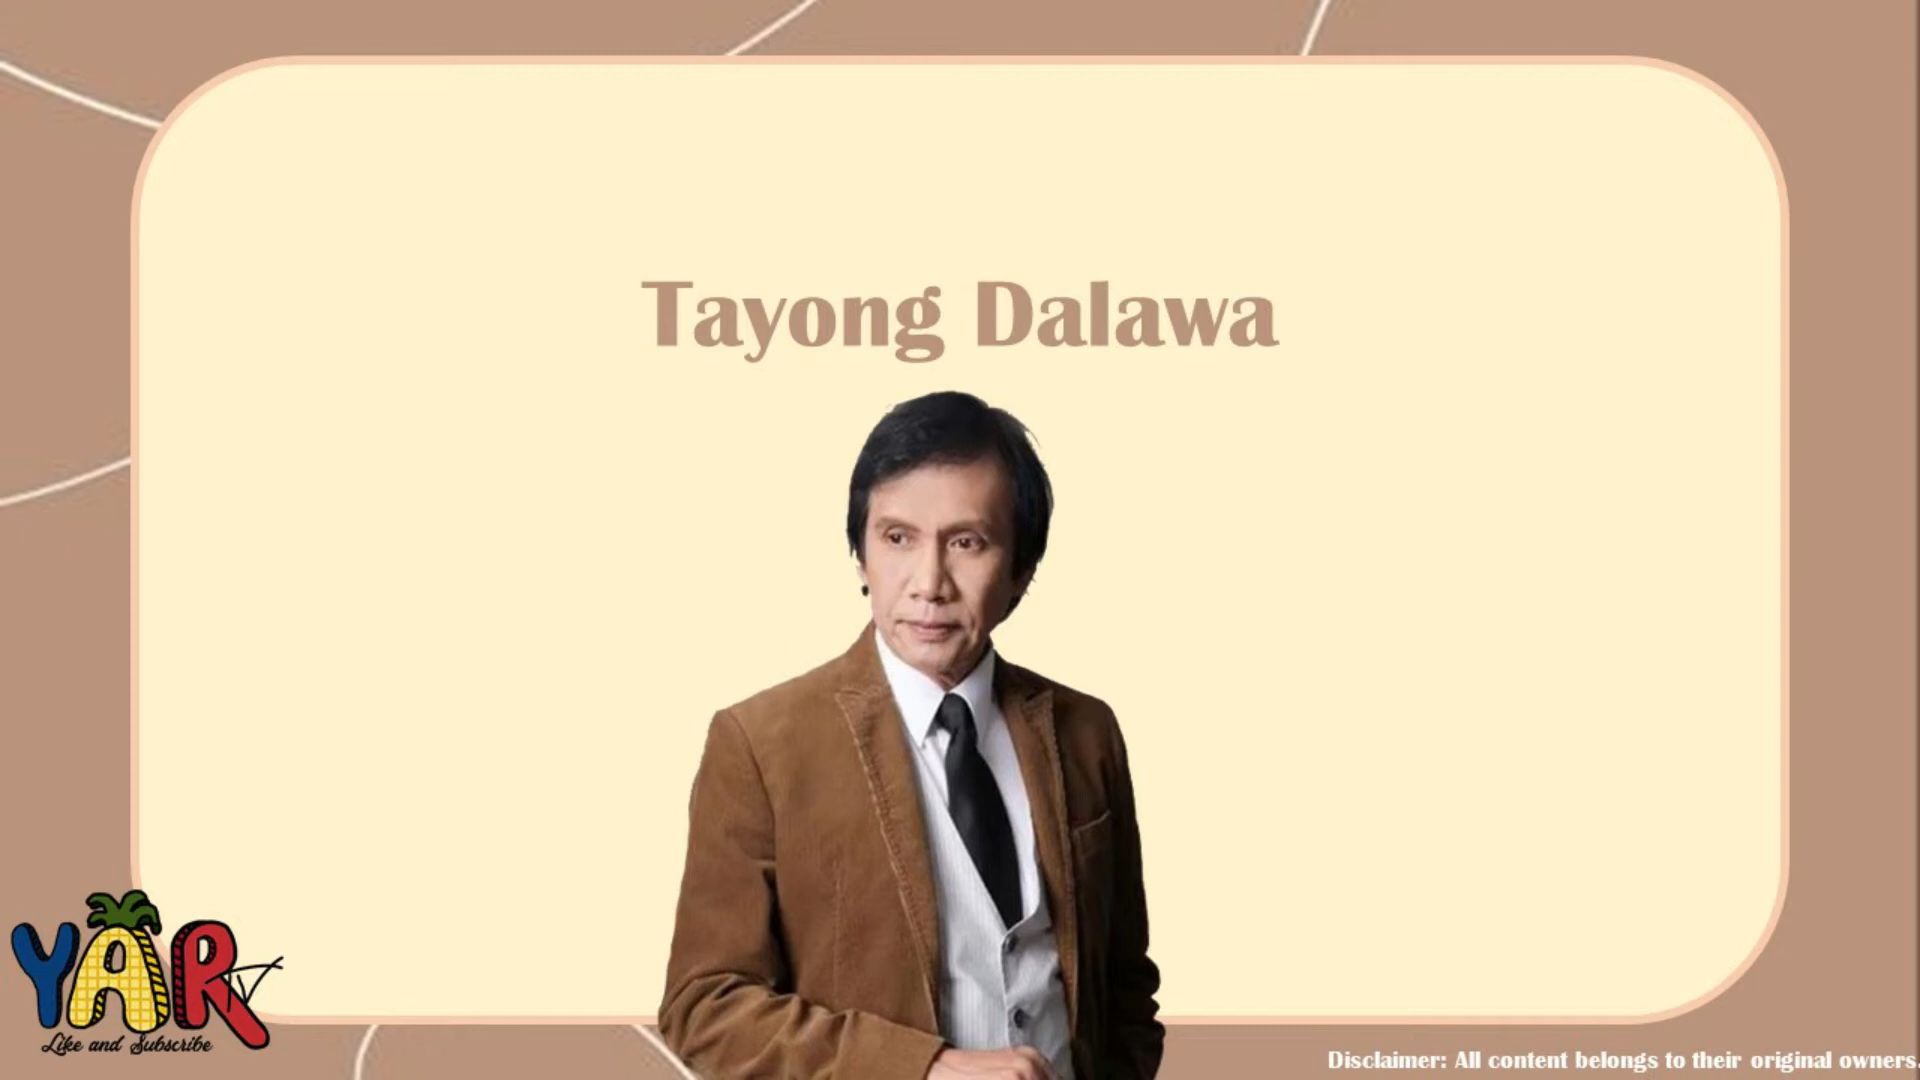 Tayong Dalawa
YAR TV
Like and Subscribe
Disclaimer: All content belongs to their original owners.